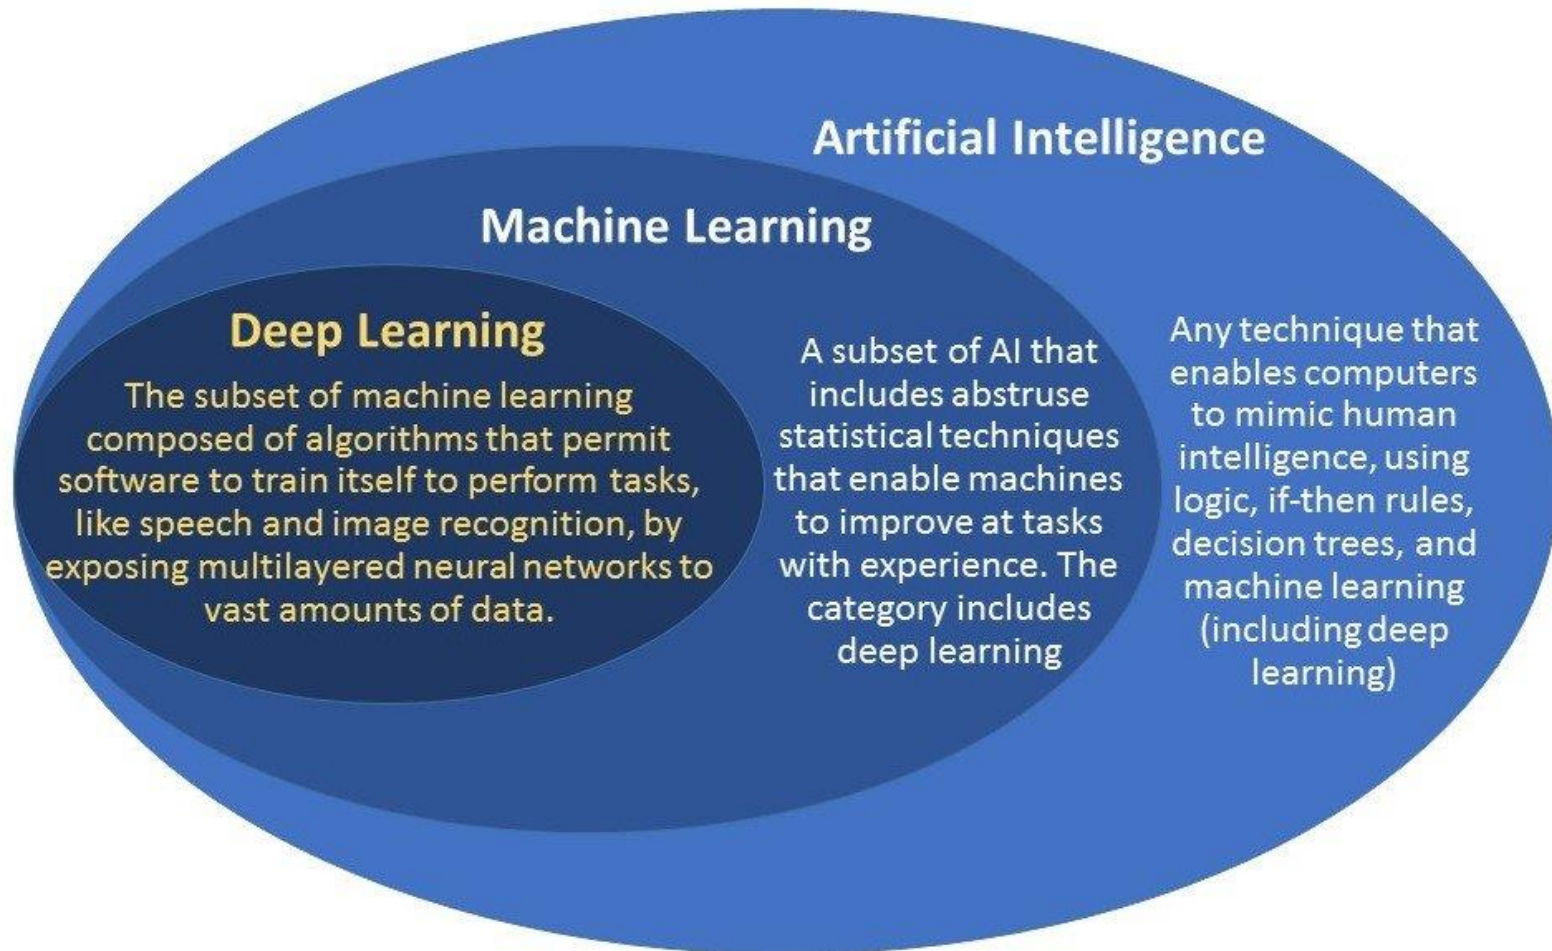 Artificial Intelligence
Machine Learning
Deep Learning
The subset of machine learning
composed of algorithms that permit
software to train itself to perform tasks,
like speech and image recognition, by
exposing multilayered neural networks to
vast amounts of data.
A subset of AI that
includes abstruse
statistical techniques
that enable machines
to improve at tasks
with experience. The
category includes
deep learning
Any technique that
enables computers
to mimic human
intelligence, using
logic, if-then rules,
decision trees, and
machine learning
(including deep
learning)